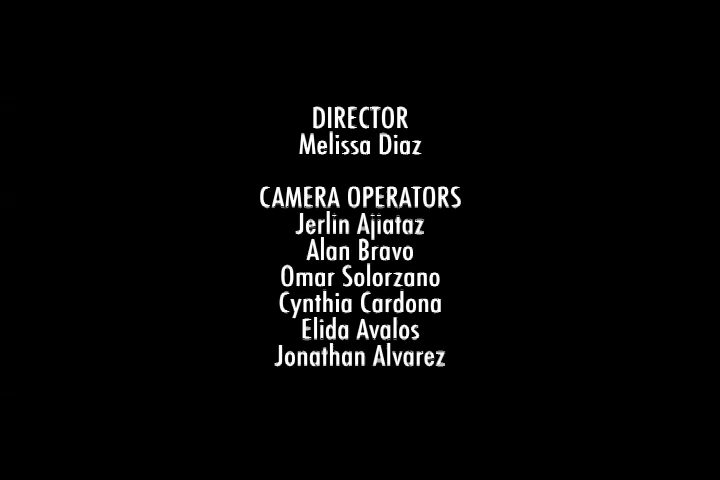 DIRECTOR
Melissa Diaz
CAMERA OPERATORS
Jerlin Ajiataz
Alan Bravo
Omar Solorzano
Cynthia Cardona
Elida Avalos
Jonathan Alvarez